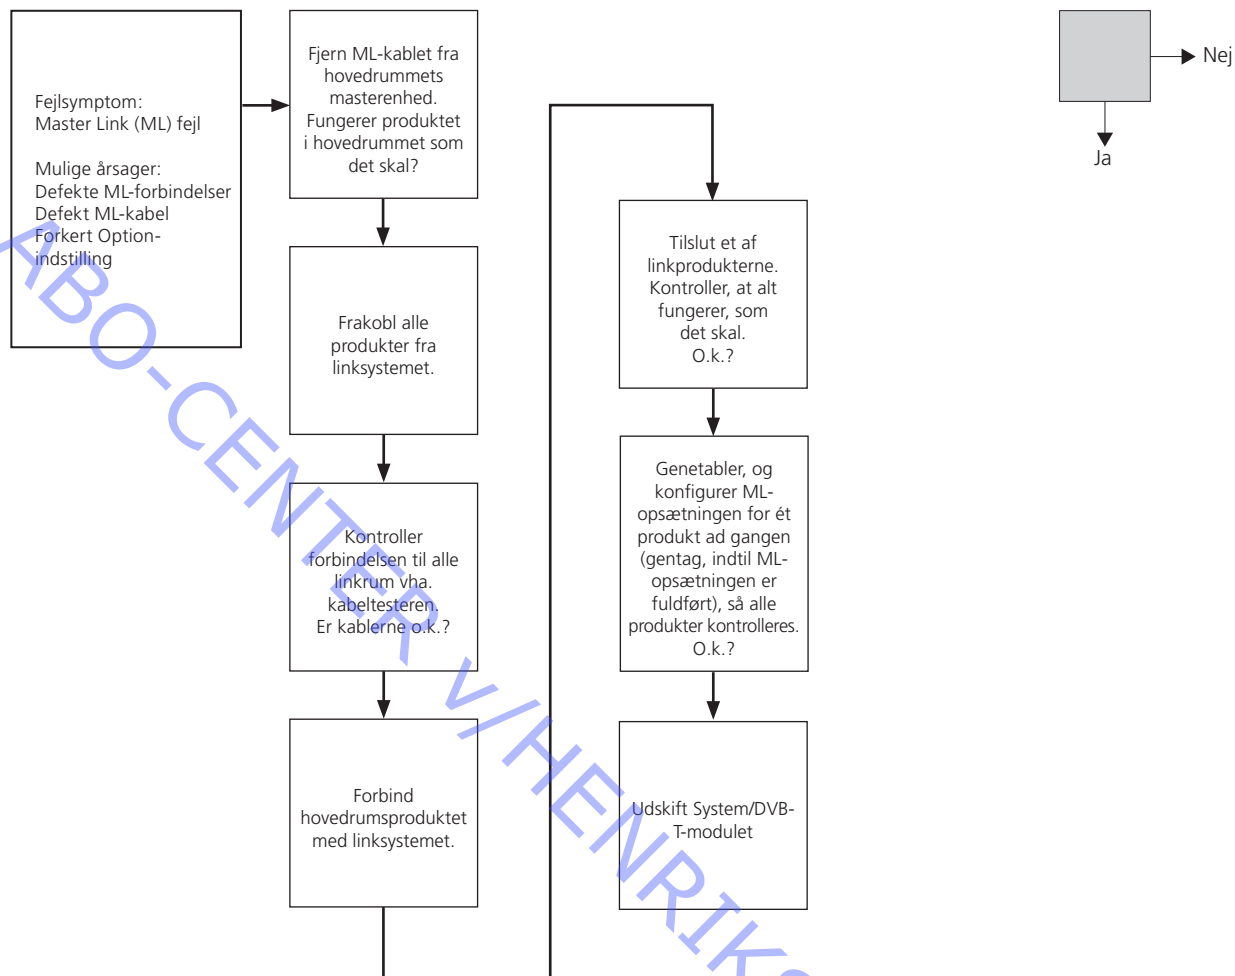 Fejlsymptom:
Master Link (ML) fejl
Mulige årsager:
Defekte ML-forbindelser
Defekt ML-kabel
Forkert Option-
indstilling
Fjern ML-kablet fra
hovedrummets
masterenhed.
Fungerer produktet
i hovedrummet som
det skal?
Frakobl alle
produkter fra
linksystemet.
Kontroller
forbindelsen til alle
linkrum vha.
kabeltesteren.
Er kablerne o.k.?
Forbind
hovedrumsproduktet
med linksystemet.
Tilslut et af
linkprodukterne.
Kontroller, at alt
fungerer, som
det skal.
O.k.?
Genetabler, og
konfigurer ML-
opsætningen for ét
produkt ad gangen
(gentag, indtil ML-
opsætningen er
fuldført), så alle
produkter kontrolleres.
O.k.?
Udskift System/DVB-
T-modulet
Nej
Ja
ABO-CENTER v/HENRIKS